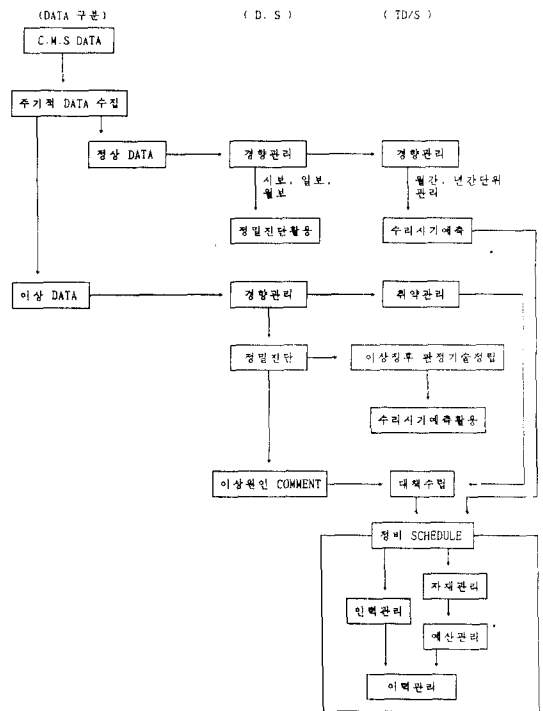 (DATA 구분) ( D. S ) ( TD/S )
C.M.S DATA
주기적 DATA 수집
정상 DATA 경향관리 경향관리
시보, 일보, 월간, 년간단위
월보 관리
정밀진단활용 수리시기예측
이상 DATA 경향관리 취약관리
정밀진단 이상징후 판정기술정립
수리시기예측활용
이상원인 COMMENT 대책수립
정비 SCHEDULE
자재관리
인력관리
예산관리
이력관리